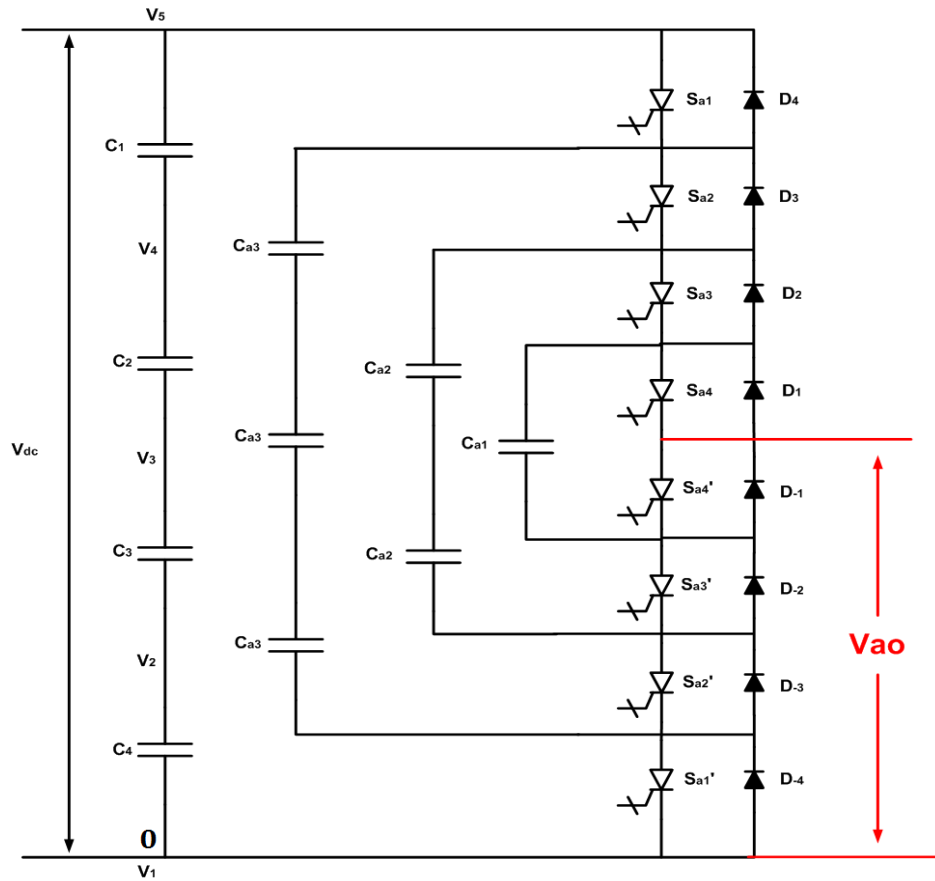 V5
Sa1
D4
C1
Sa2
D3
Ca3
V4
Sa3
D2
C2
Ca2
Sa4
D1
Ca3
Ca1
Vdc
V3
Sa4'
D-1
C3
Ca2
Sa3'
D-2
Ca3
Vao
V2
Sa2'
D-3
C4
Sa1'
D-4
0
V1